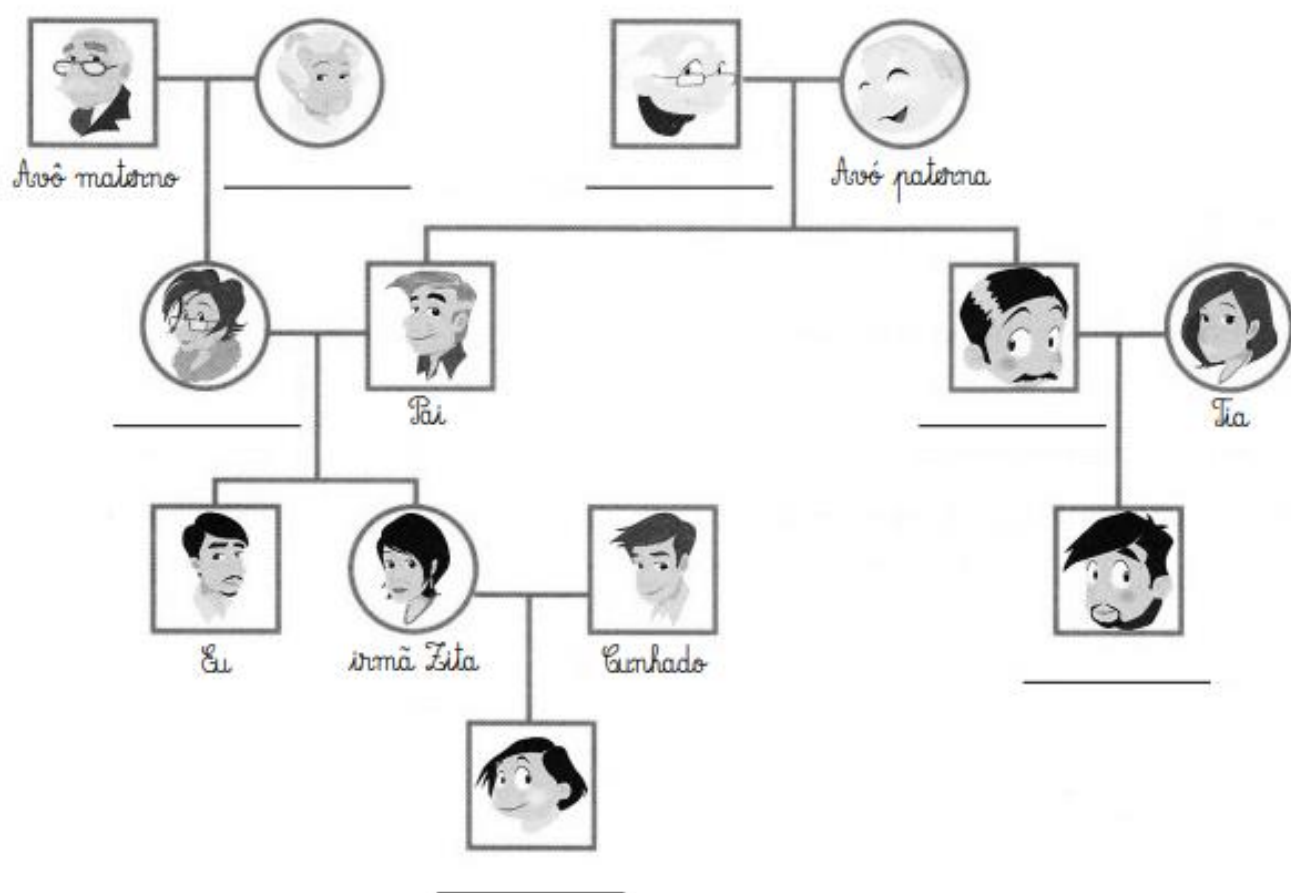 Avô materno
Avó paterna
Pai
Tia
Eu
irmã Zita
Cunhado